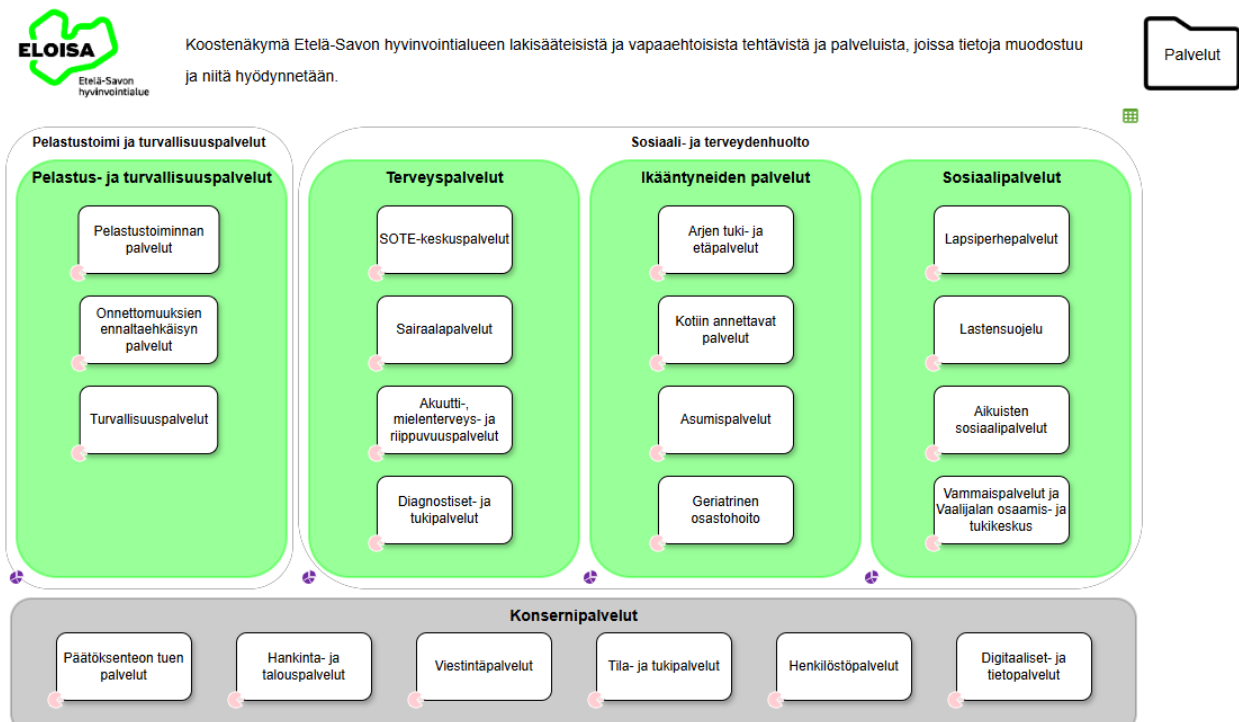 ELOISA
Etelä-Savon
hyvinvointialue
Koostenäkymä Etelä-Savon hyvinvointialueen lakisääteisistä ja vapaaehtoisista tehtävistä ja palveluista, joissa tietoja muodostuu
ja niitä hyödynnetään.
Palvelut
Pelastustoimi ja turvallisuuspalvelut
Pelastus- ja turvallisuuspalvelut
Pelastustoiminnan
palvelut
Onnettomuuksien
ennaltaehkäisyn
palvelut
Turvallisuuspalvelut
Sosiaali- ja terveydenhuolto
Terveyspalvelut
SOTE-keskuspalvelut
Sairaalapalvelut
Akuutti-,
mielenterveys- ja
riippuvuuspalvelut
Diagnostiset- ja
tukipalvelut
Ikääntyneiden palvelut
Arjen tuki- ja
etäpalvelut
Kotiin annettavat
palvelut
Asumispalvelut
Geriatrinen
osastohoito
Sosiaalipalvelut
Lapsiperhepalvelut
Lastensuojelu
Aikuisten
sosiaalipalvelut
Vammaispalvelut ja
Vaalijalan osaamis- ja
tukikeskus
Konsernipalvelut
Päätöksenteon tuen
palvelut
Hankinta- ja
talouspalvelut
Viestintäpalvelut
Tila- ja tukipalvelut
Henkilöstöpalvelut
Digitaaliset- ja
tietopalvelut